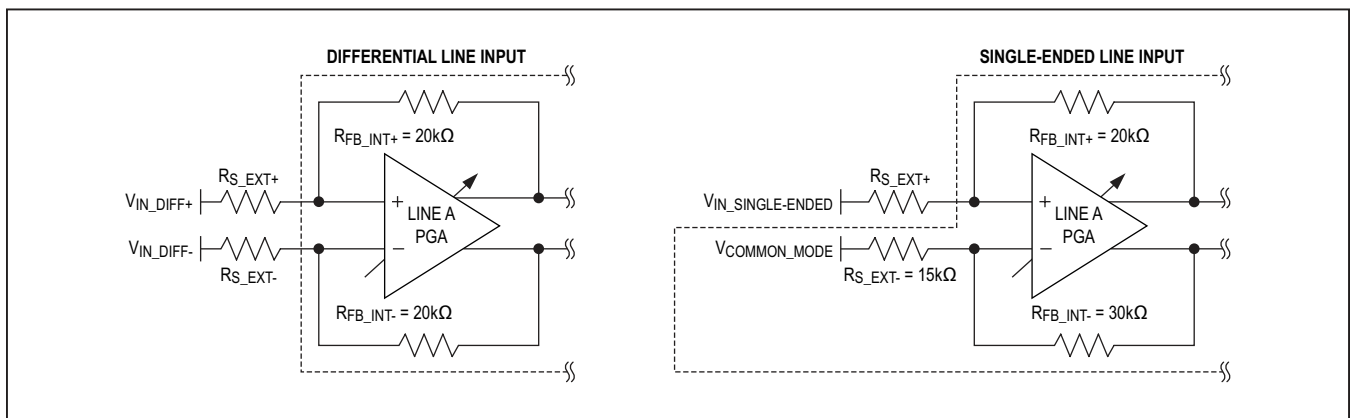 DIFFERENTIAL LINE INPUT
RFB_INT+ = 20kΩ
RS_EXT+
VIN_DIFF+
+
LINE A
PGA
VIN_DIFF-
−
RS_EXT-
RFB_INT- = 20kΩ
SINGLE-ENDED LINE INPUT
RFB_INT+ = 20kΩ
RS_EXT+
VIN_SINGLE-ENDED
+
LINE A
PGA
VCOMMON_MODE
−
RS_EXT- = 15kΩ
RFB_INT- = 30kΩ